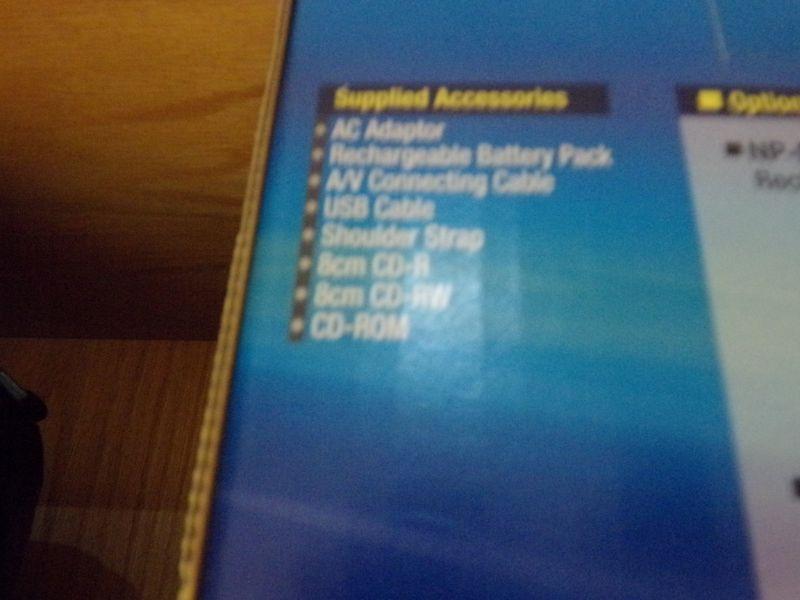 Supplied Accessories
• AC Adaptor
• Rechargeable Battery Pack
• A/V Connecting Cable
• USB Cable
• Shoulder Strap
• 8cm CD-R
• 8cm CD-RW
• CD-ROM